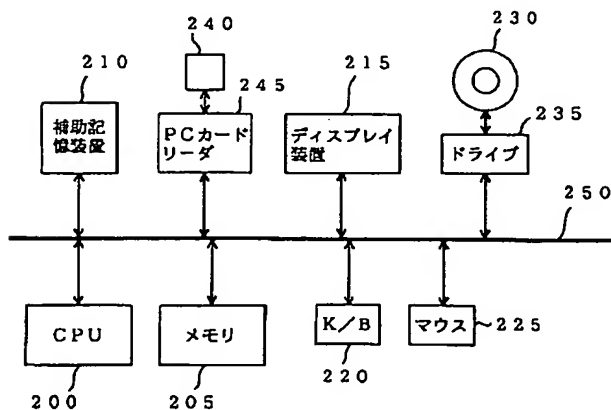 240
230
210
245
215
235
補助記
憶装置
PCカード
リーダ
ディスプレイ
装置
ドライブ
250
CPU
メモリ
K/B
マウス
225
200
205
220